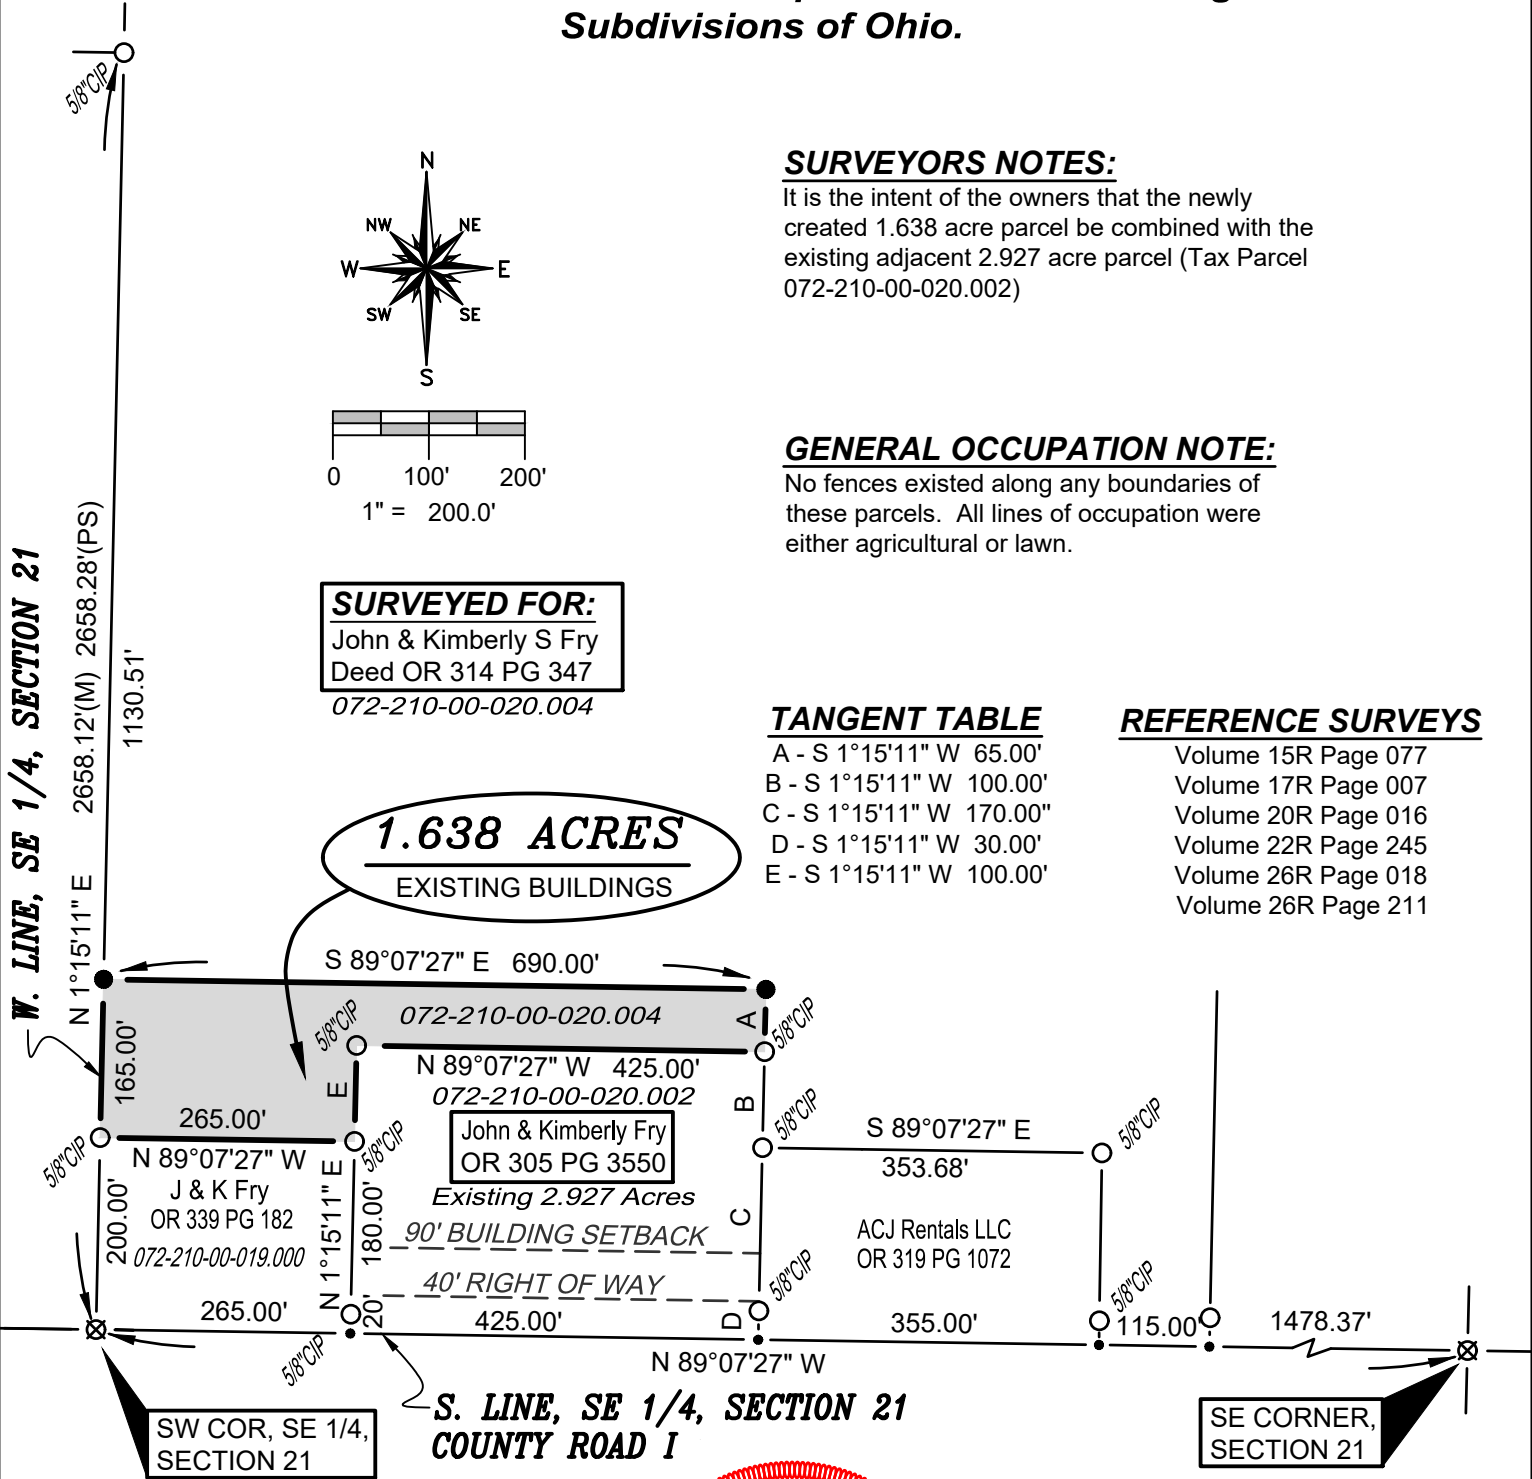 Subdivisions of Ohio.
5/8"CIP
N
NW
NE
W
E
SW
SE
S
0
100'
200'
1" = 200.0'
SURVEYORS NOTES:
It is the intent of the owners that the newly
created 1.638 acre parcel be combined with the
existing adjacent 2.927 acre parcel (Tax Parcel
072-210-00-020.002)
GENERAL OCCUPATION NOTE:
No fences existed along any boundaries of
these parcels. All lines of occupation were
either agricultural or lawn.
W. LINE, SE 1/4, SECTION 21
N 1°15'11" E 2658.12'(M) 2658.28'(PS)
1130.51'
SURVEYED FOR:
John & Kimberly S Fry
Deed OR 314 PG 347
072-210-00-020.004
TANGENT TABLE
A - S 1°15'11" W 65.00'
B - S 1°15'11" W 100.00'
C - S 1°15'11" W 170.00"
D - S 1°15'11" W 30.00'
E - S 1°15'11" W 100.00'
REFERENCE SURVEYS
Volume 15R Page 077
Volume 17R Page 007
Volume 20R Page 016
Volume 22R Page 245
Volume 26R Page 018
Volume 26R Page 211
1.638 ACRES
EXISTING BUILDINGS
S 89°07'27" E 690.00'
072-210-00-020.004
5/8"CIP
A
5/8"CIP
165.00'
E
N 89°07'27" W 425.00'
072-210-00-020.002
B
5/8"CIP
265.00'
5/8"CIP
N 89°07'27" W
5/8"CIP
John & Kimberly Fry
OR 305 PG 3550
Existing 2.927 Acres
S 89°07'27" E
353.68'
5/8"CIP
J & K Fry
OR 339 PG 182
072-210-00-019.000
200.00'
N 1°15'11" E
180.00'
20'
90' BUILDING SETBACK
C
40' RIGHT OF WAY
5/8"CIP
D
ACJ Rentals LLC
OR 319 PG 1072
5/8"CIP
265.00'
425.00'
355.00'
115.00'
1478.37'
5/8"CIP
N 89°07'27" W
S. LINE, SE 1/4, SECTION 21
COUNTY ROAD I
SW COR, SE 1/4,
SECTION 21
SE CORNER,
SECTION 21